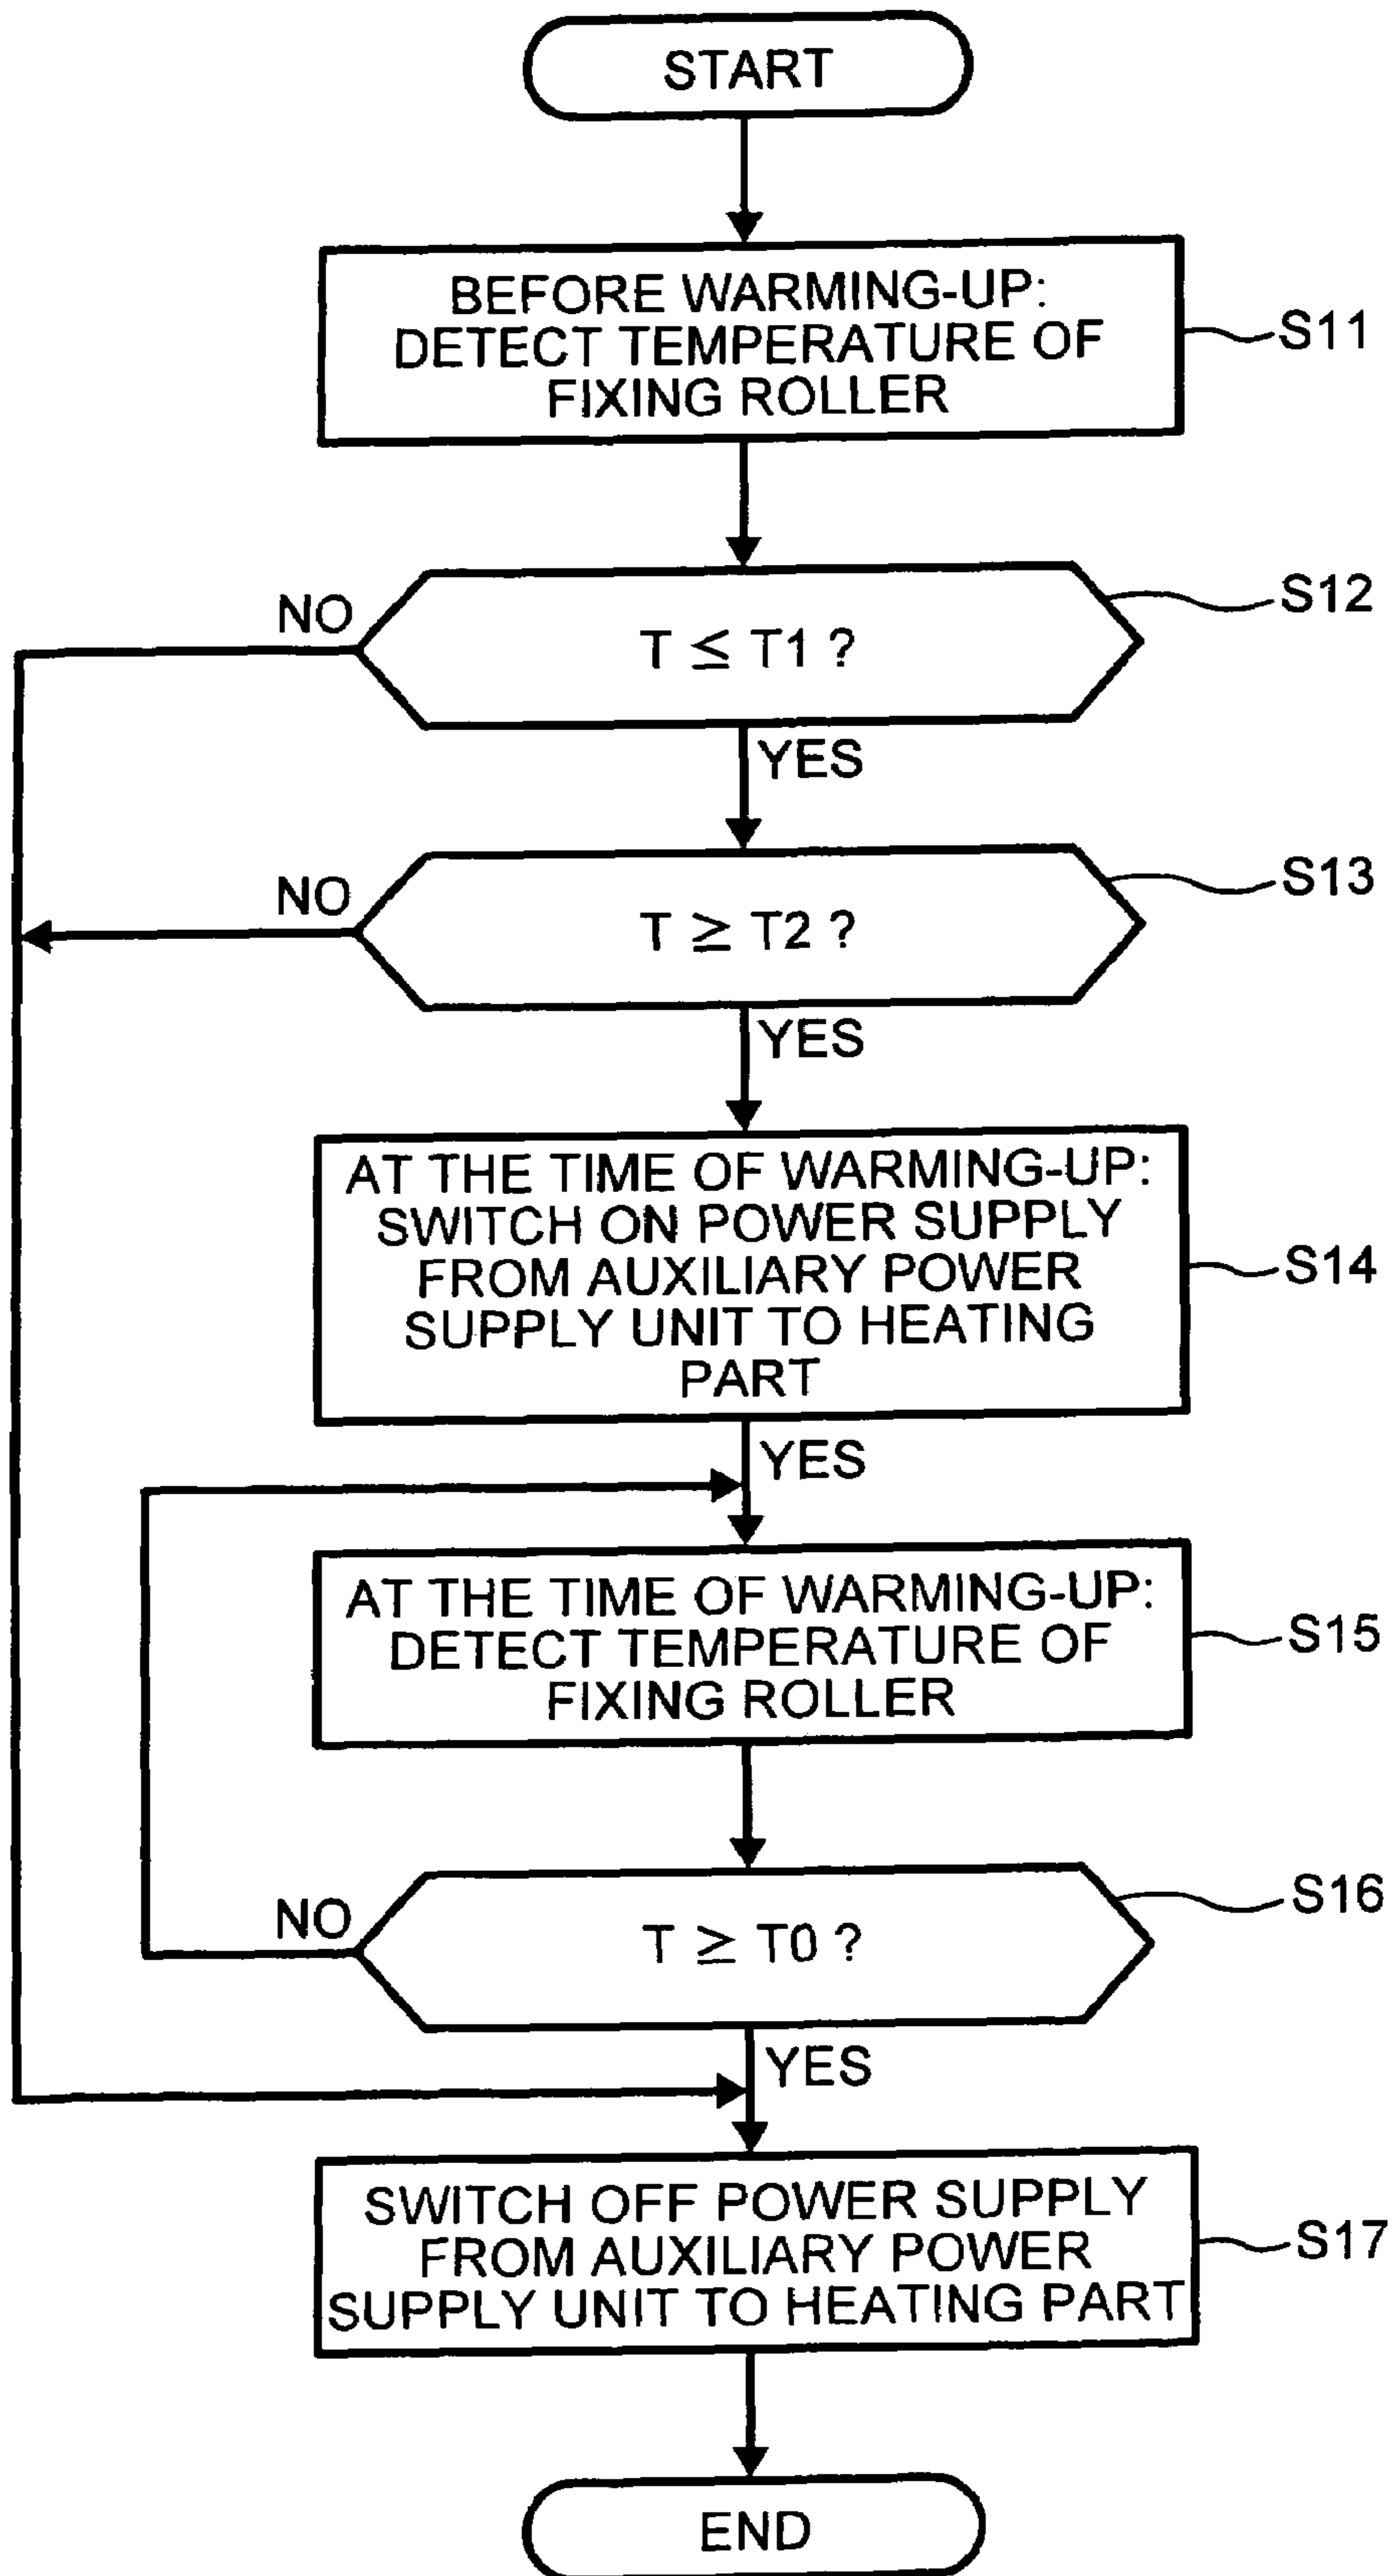 START
BEFORE WARMING-UP:
DETECT TEMPERATURE OF
FIXING ROLLER
S11
NO
T ≦ T1 ?
S12
YES
NO
T ≧ T2 ?
S13
YES
AT THE TIME OF WARMING-UP:
SWITCH ON POWER SUPPLY
FROM AUXILIARY POWER
SUPPLY UNIT TO HEATING
PART
S14
YES
AT THE TIME OF WARMING-UP:
DETECT TEMPERATURE OF
FIXING ROLLER
S15
NO
T ≧ T0 ?
S16
YES
SWITCH OFF POWER SUPPLY
FROM AUXILIARY POWER
SUPPLY UNIT TO HEATING PART
S17
END